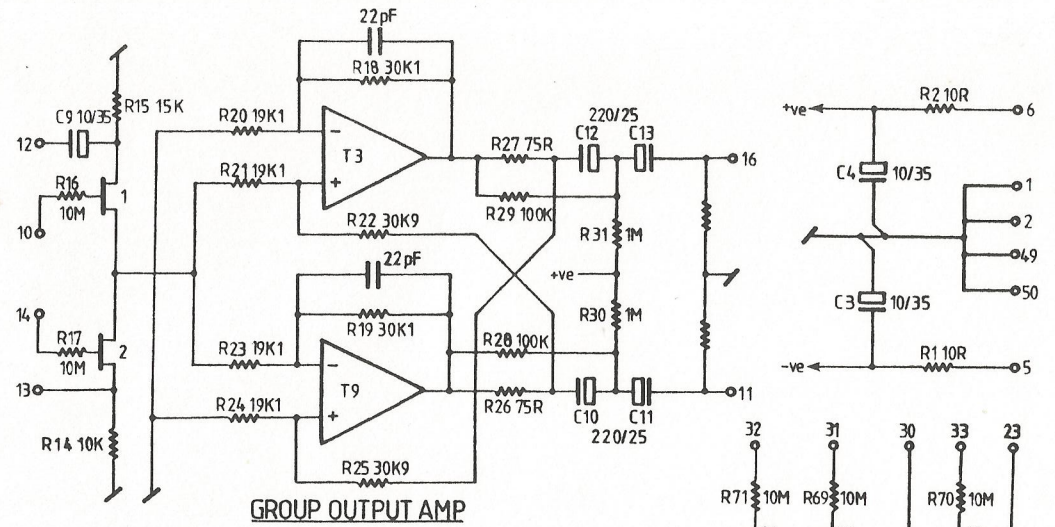 22pF
R18 30K1
R15 15K
C9 10/35
12
R16
10M
10
1
R20 19K1
R21 19K1
T3
R22 30K9
R27 75R
R29 100K
220/25
C12 C13
16
R31 1M
+ve
R30 1M
22pF
R19 30K1
14
R17
10M
2
13
R14 10K
R23 19K1
R24 19K1
T9
R25 30K9
R28 100K
R26 75R
C10 C11
220/25
11
GROUP OUTPUT AMP
+ve
R2 10R
6
C4 10/35
1
2
49
50
C3 10/35
-ve
R1 10R
5
32 31 30 33 23
R71 10M R69 10M R70 10M